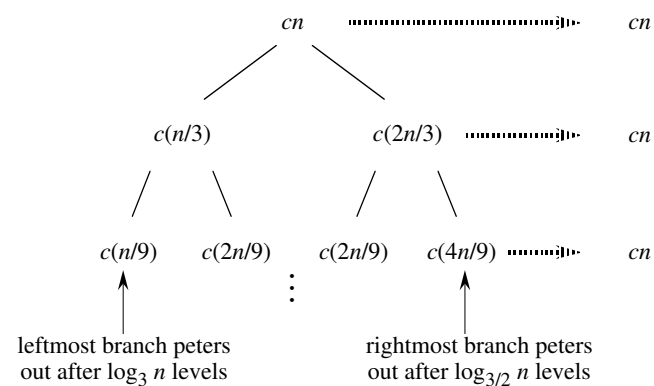 cn cn
c(n/3) c(2n/3) cn
c(n/9) c(2n/9) c(2n/9) c(4n/9) cn
leftmost branch peters
out after log₃ n levels
rightmost branch peters
out after log₃/₂ n levels